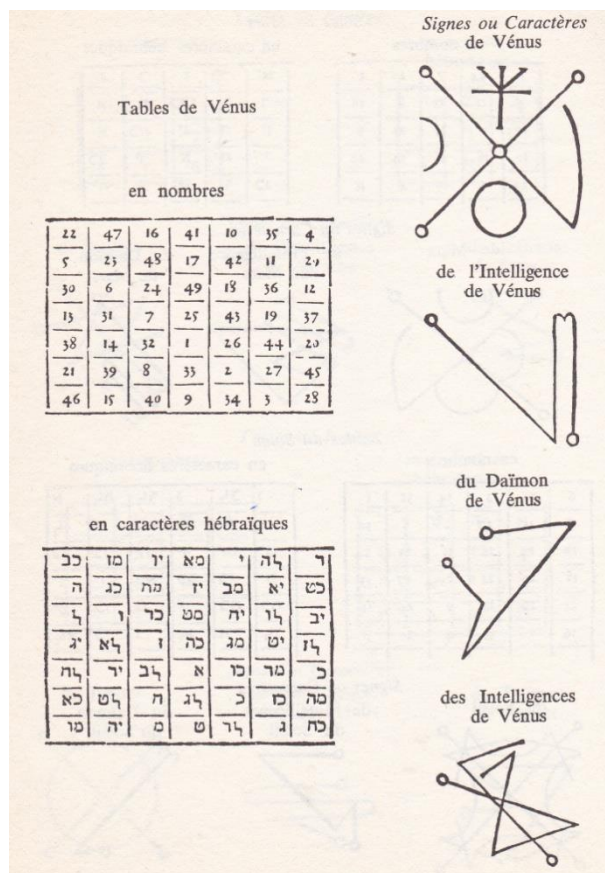 Tables de Vénus
en nombres
22 47 16 41 10 35 4
5 23 48 17 42 11 29
30 6 24 49 18 36 12
13 31 7 25 43 19 37
38 14 32 1 26 44 20
21 39 8 33 2 27 45
46 15 40 9 34 3 28
en caractères hébraïques
ד לה י מא יו מז כב
כט יא מב יז מח כג ה
יב לו יח מט כד ו ל
לז יט מג כה ז לא יג
כ מד כו א לב יד לח
מה כז ב לג ח לט כא
כח ג לד ט מ יה מו
Signes ou Caractères
de Vénus
de l'Intelligence
de Vénus
du Daïmon
de Vénus
des Intelligences
de Vénus